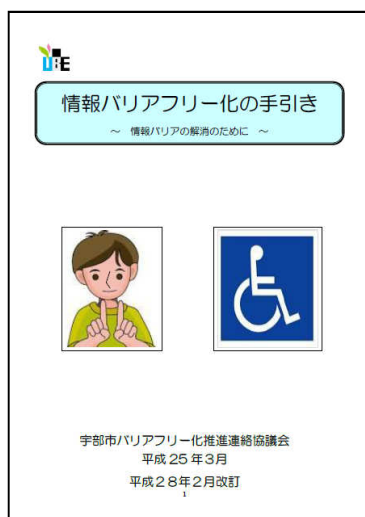 UBE
情報バリアフリー化の手引き
～ 情報バリアの解消のために ～
宇部市バリアフリー化推進連絡協議会
平成25年3月
平成28年2月改訂
1